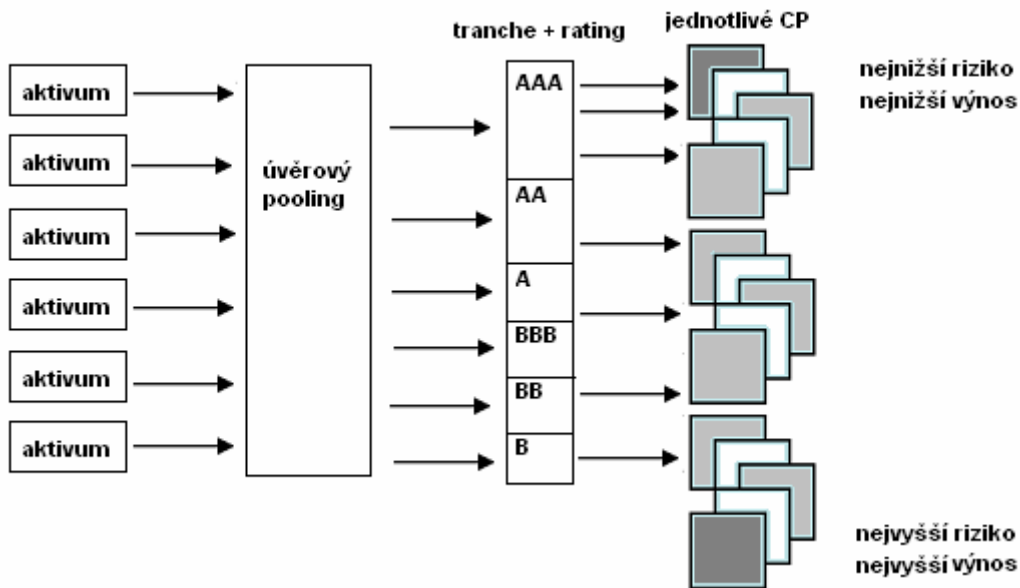 tranche + rating
jednotlivé CP
aktivum
aktivum
aktivum
aktivum
aktivum
aktivum
úvěrový
pooling
AAA
AA
A
BBB
BB
B
nejnižší riziko
nejnižší výnos
nejvyšší riziko
nejvyšší výnos